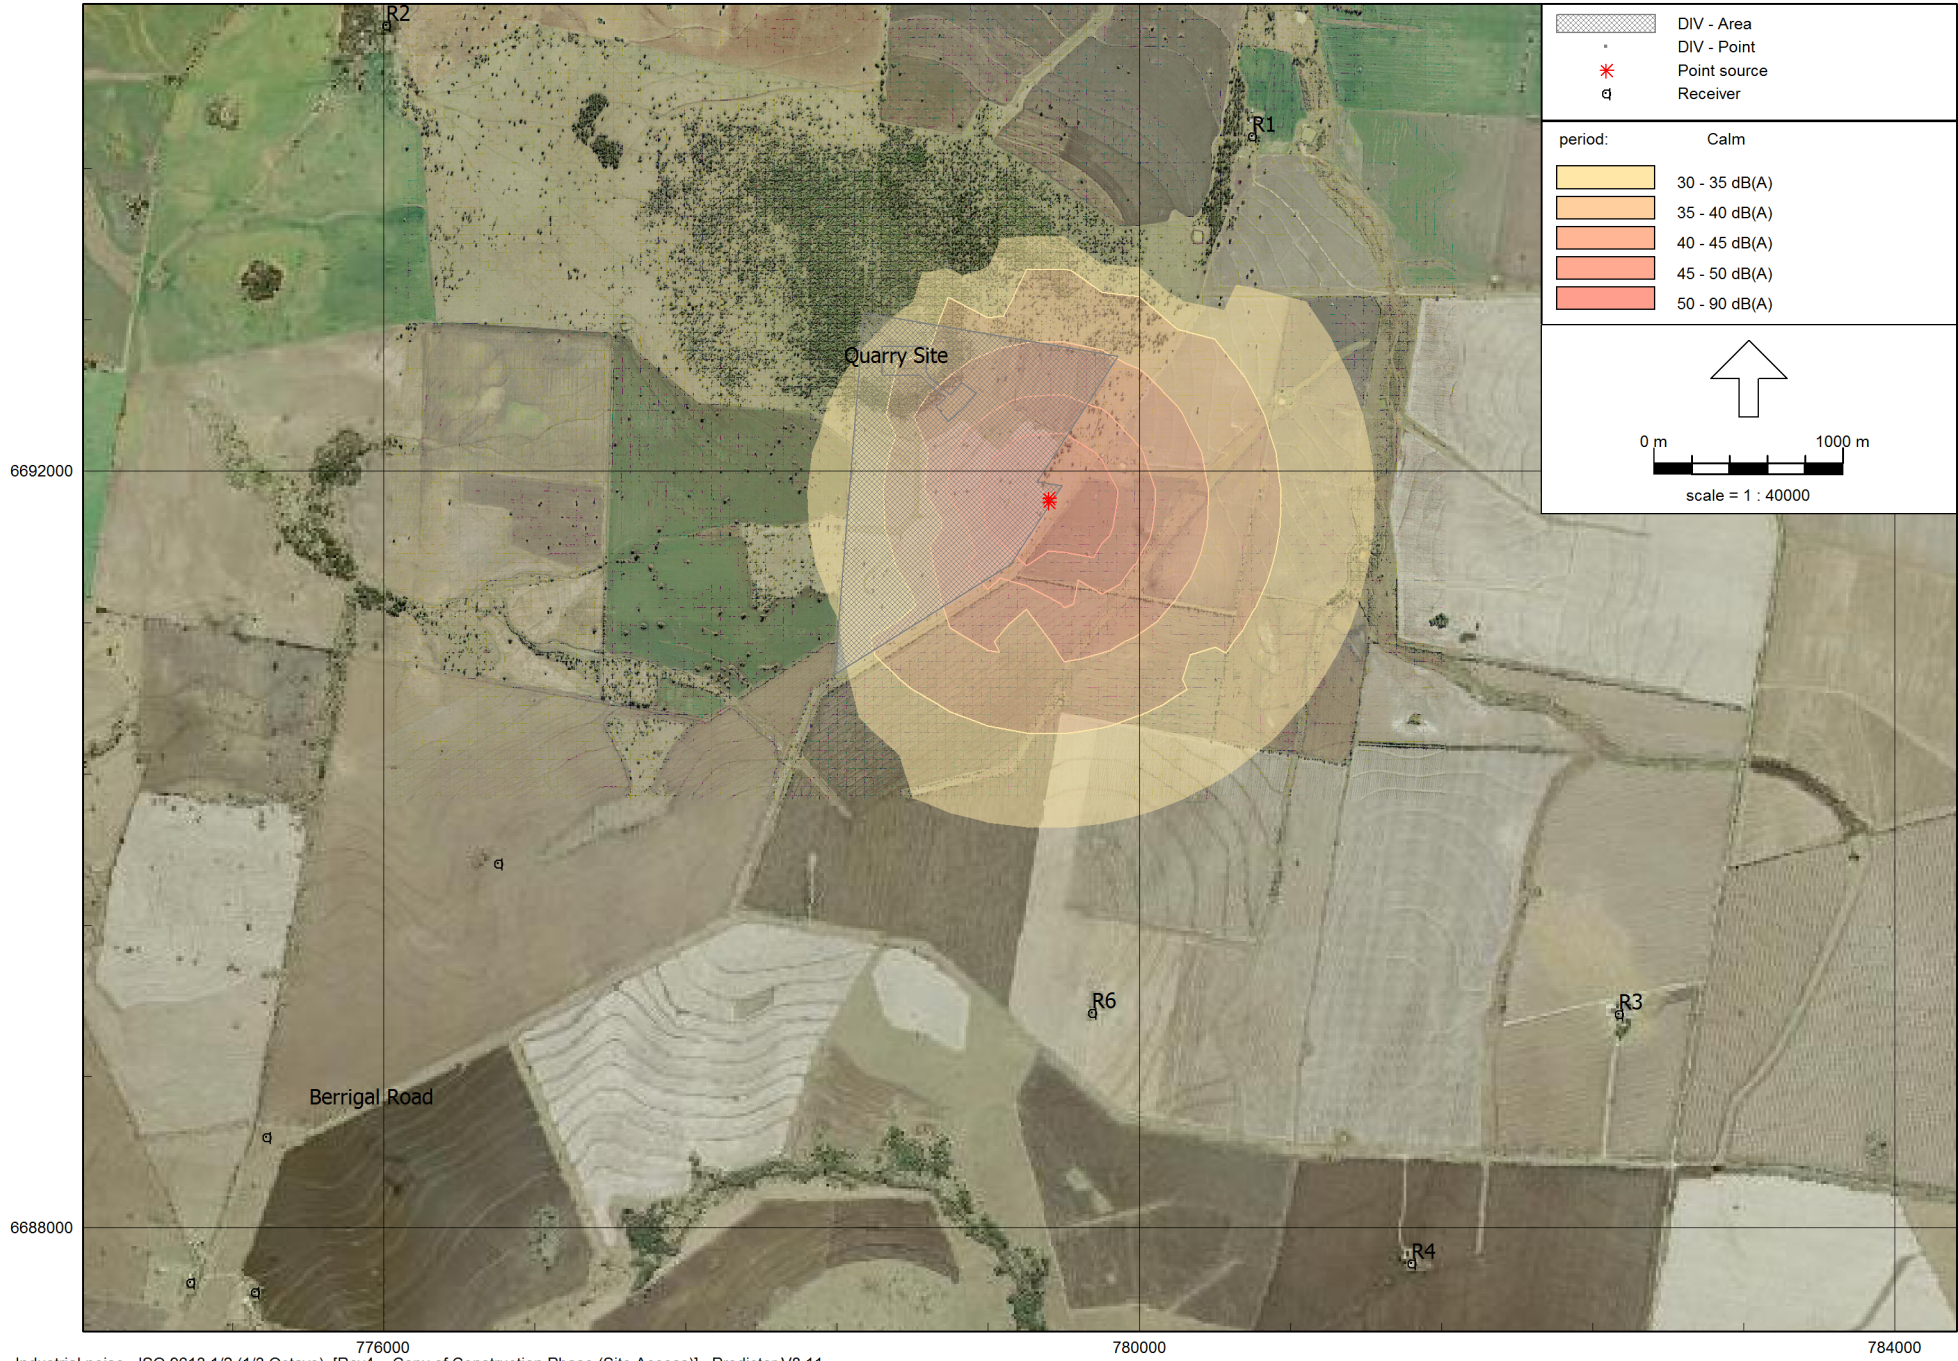 R2
DIV - Area
DIV - Point
Point source
Receiver
R1
period: Calm
30 - 35 dB(A)
35 - 40 dB(A)
40 - 45 dB(A)
45 - 50 dB(A)
50 - 90 dB(A)
Quarry Site
0 m 1000 m
scale = 1 : 40000
6692000
R6
R3
Berrigal Road
6688000
R4
776000 780000 784000